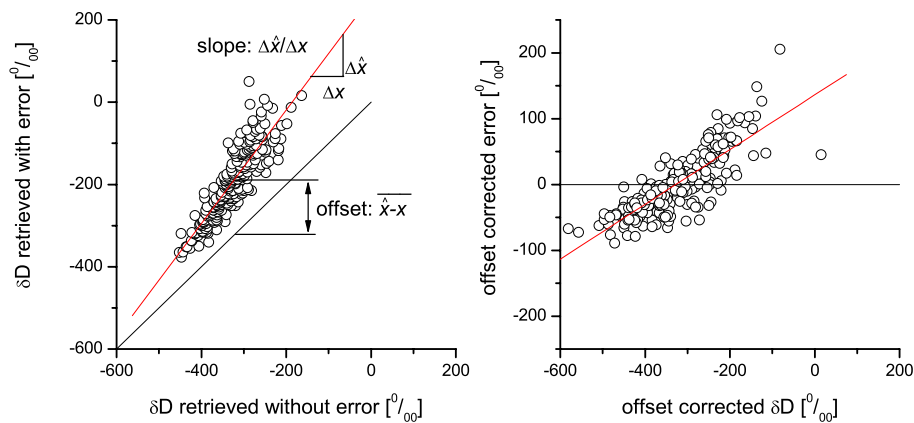 200
0
-200
-400
-600
-600 -400 -200 0 200
δD retrieved with error [⁰/₀₀]
δD retrieved without error [⁰/₀₀]
slope: Δx̂/Δx
Δx̂
Δx
offset: x̂-x
200
100
0
-100
-200
-600 -400 -200 0 200
offset corrected error [⁰/₀₀]
offset corrected δD [⁰/₀₀]